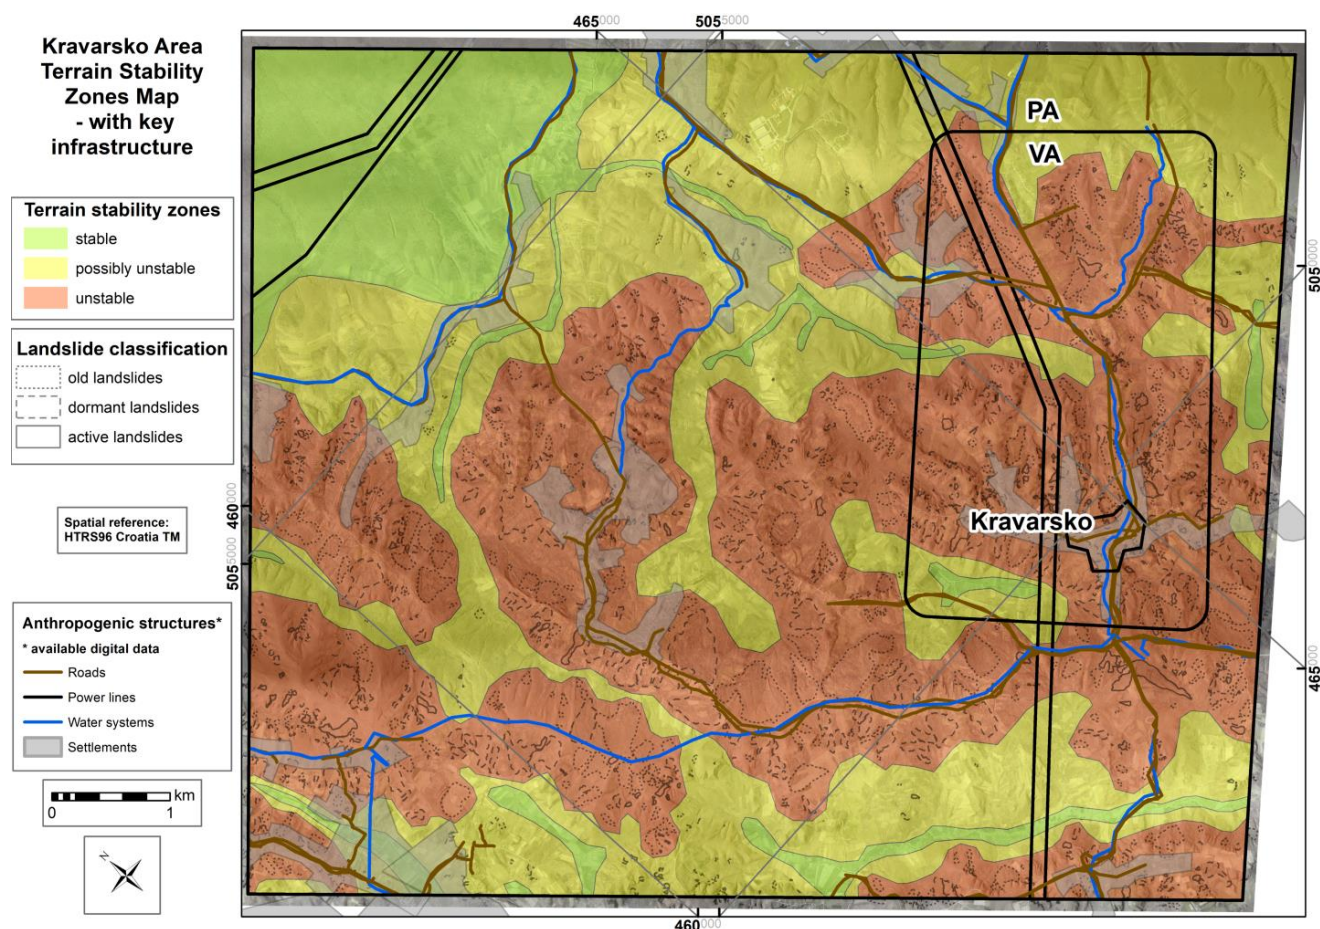 Kravarsko Area
Terrain Stability
Zones Map
- with key
infrastructure
Terrain stability zones
stable
possibly unstable
unstable
Landslide classification
old landslides
dormant landslides
active landslides
Spatial reference:
HTRS96 Croatia TM
Anthropogenic structures*
* available digital data
Roads
Power lines
Water systems
Settlements
km
0 1
N
465000 5055000
PA
VA
5050000
460000
5055000
Kravarsko
465000
460000